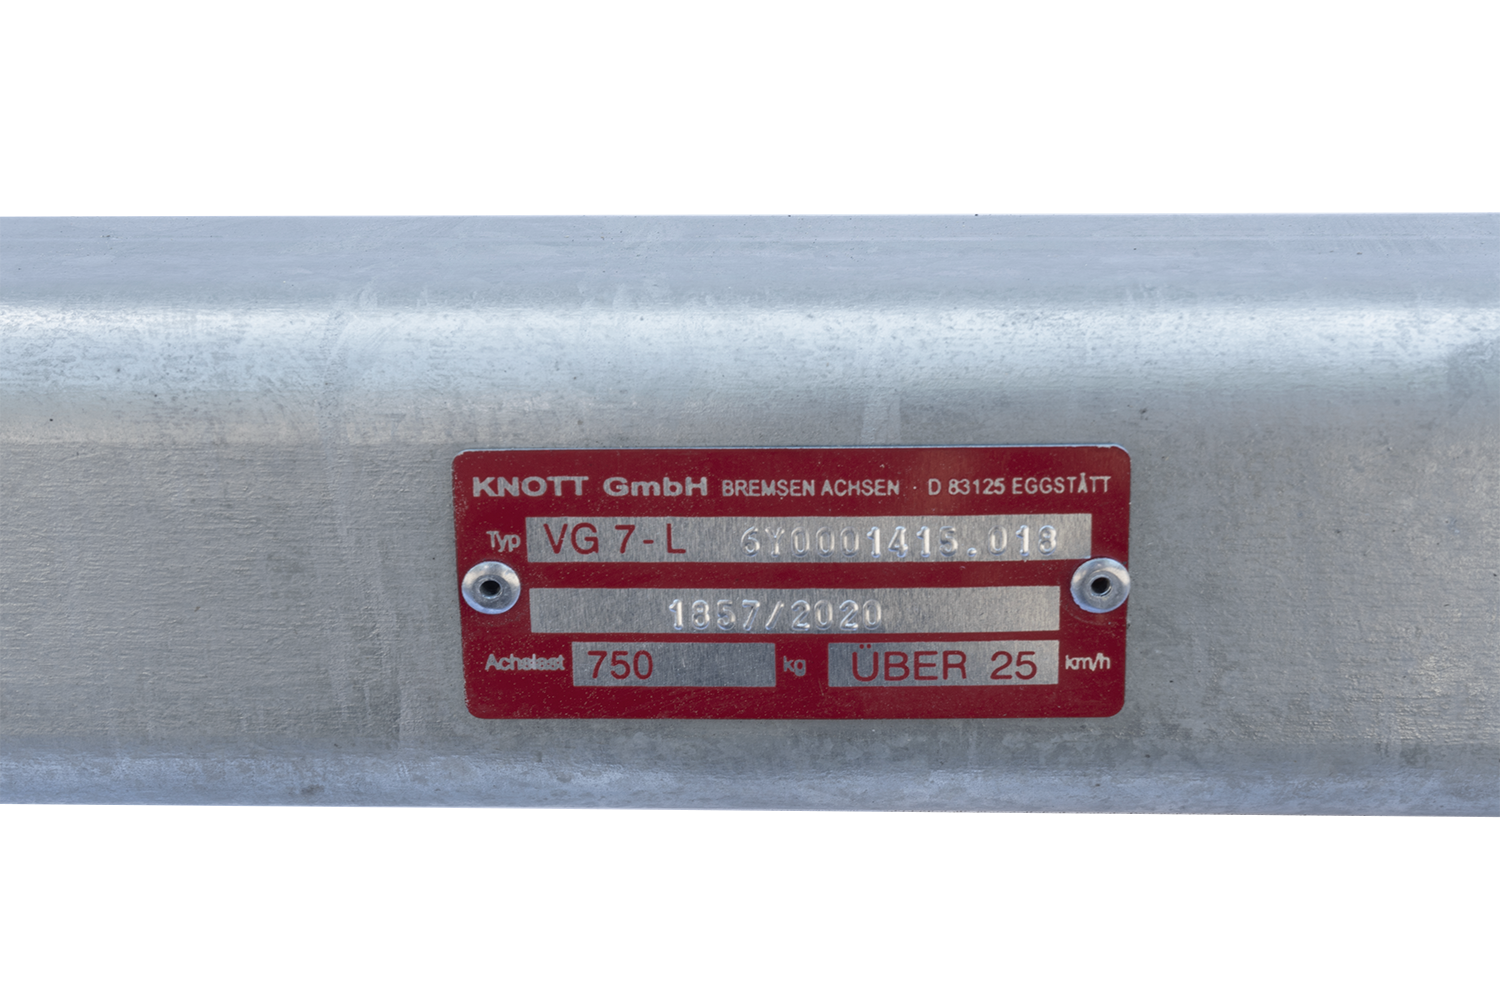 KNOTT GmbH BREMSEN ACHSEN · D 83125 EGGSTÄTT
Typ VG 7-L 6Y0001415.018
1857/2020
Achslast 750 kg ÜBER 25 km/h